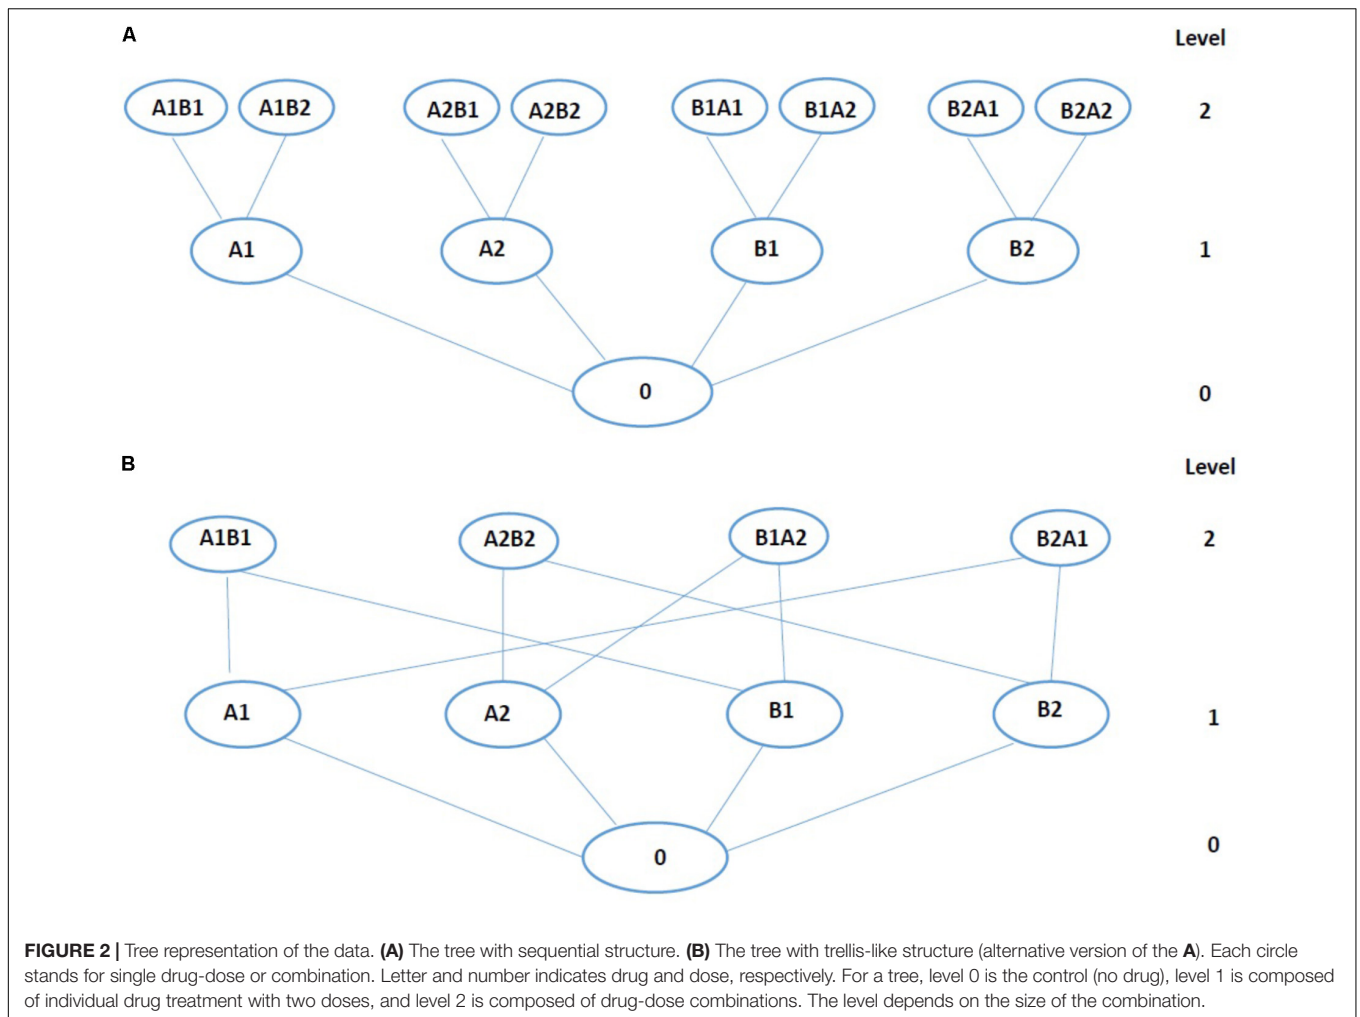 A
Level
A1B1 A1B2 A2B1 A2B2 B1A1 B1A2 B2A1 B2A2 2
A1 A2 B1 B2 1
0
0
B
Level
A1B1 A2B2 B1A2 B2A1 2
A1 A2 B1 B2 1
0
0
FIGURE 2 | Tree representation of the data. (A) The tree with sequential structure. (B) The tree with trellis-like structure (alternative version of the A). Each circle
stands for single drug-dose or combination. Letter and number indicates drug and dose, respectively. For a tree, level 0 is the control (no drug), level 1 is composed
of individual drug treatment with two doses, and level 2 is composed of drug-dose combinations. The level depends on the size of the combination.